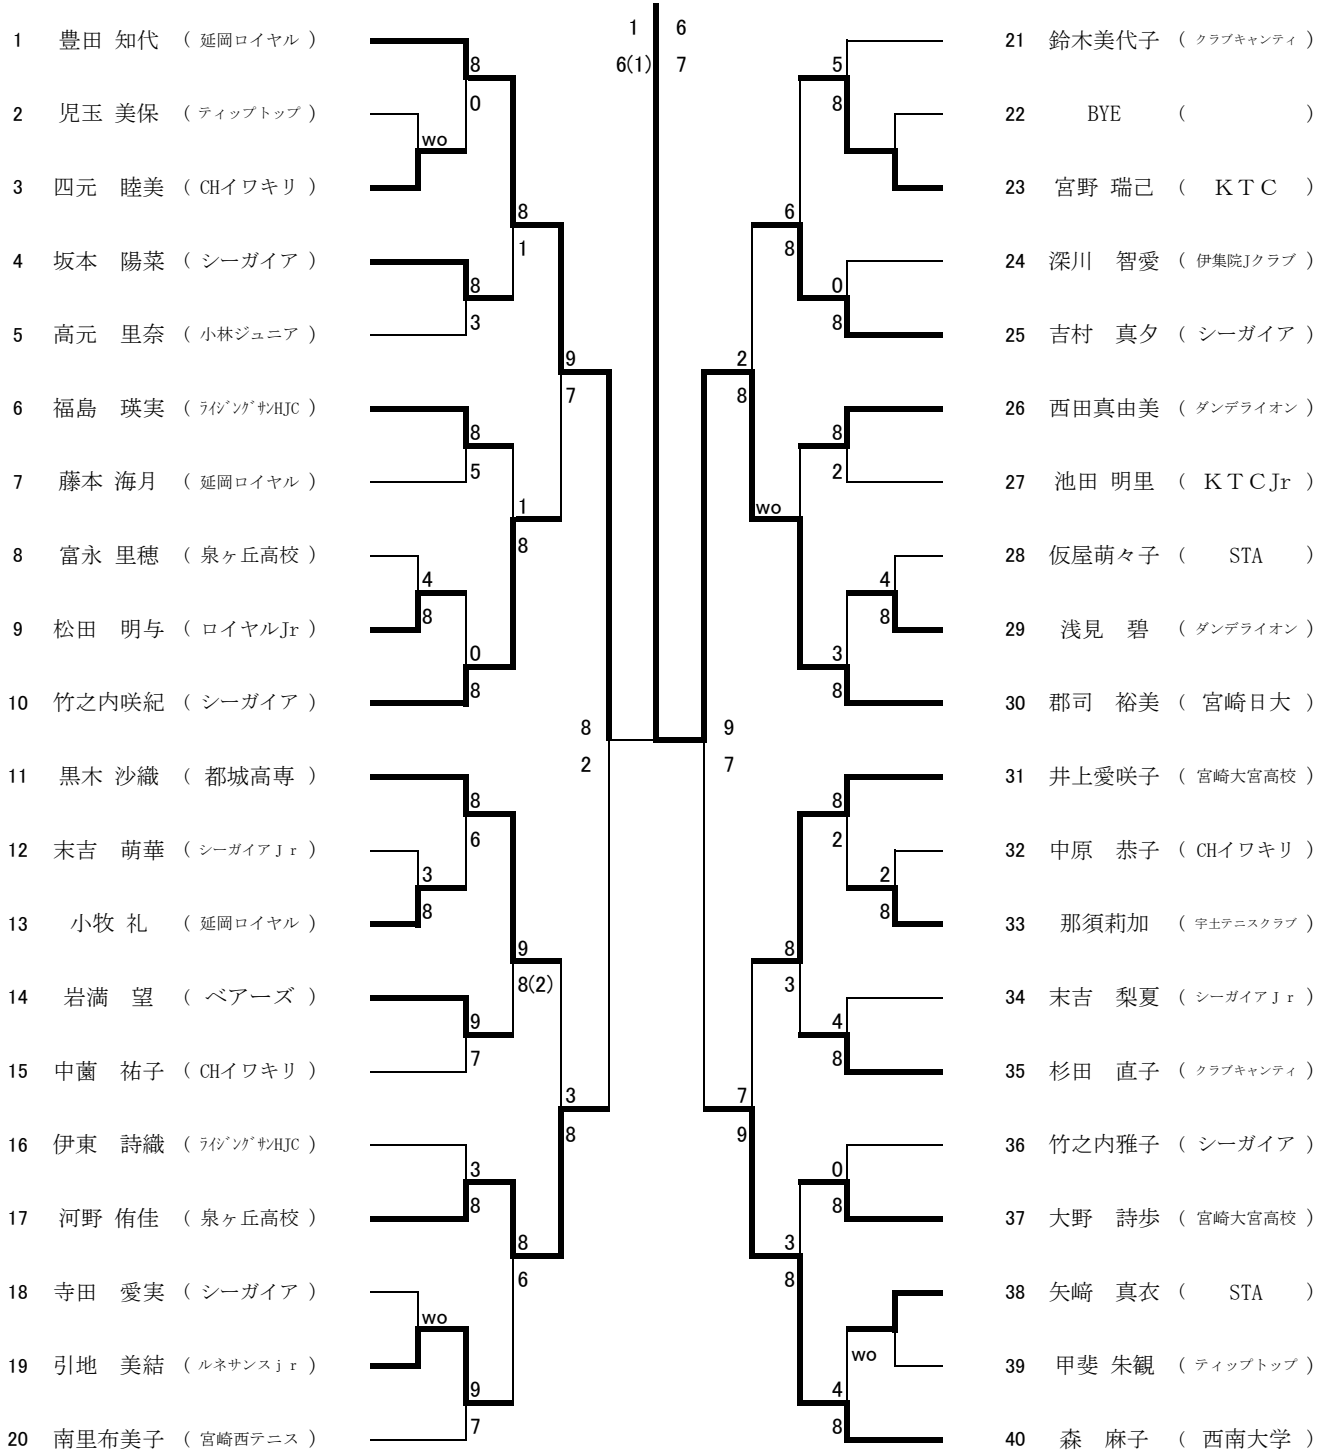 1 6
6(1) 7
1 豊田 知代 ( 延岡ロイヤル )
8
0
2 児玉 美保 ( ティップトップ )
wo
3 四元 睦美 ( CHイワキリ )
8
1
4 坂本 陽菜 ( シーガイア )
8
3
5 高元 里奈 ( 小林ジュニア )
9
7
6 福島 瑛実 ( ﾗｲｼﾞﾝｸﾞｻﾝHJC )
8
5
7 藤本 海月 ( 延岡ロイヤル )
1
8
8 富永 里穂 ( 泉ヶ丘高校 )
4
8
9 松田 明与 ( ロイヤルJr )
0
8
10 竹之内咲紀 ( シーガイア )
8
2
11 黒木 沙織 ( 都城高専 )
8
6
12 末吉 萌華 ( シーガイアＪｒ )
3
8
13 小牧 礼 ( 延岡ロイヤル )
9
8(2)
14 岩満 望 ( ベアーズ )
9
7
15 中薗 祐子 ( CHイワキリ )
3
8
16 伊東 詩織 ( ﾗｲｼﾞﾝｸﾞｻﾝHJC )
3
8
17 河野 侑佳 ( 泉ヶ丘高校 )
8
6
18 寺田 愛実 ( シーガイア )
wo
19 引地 美結 ( ルネサンスｊｒ )
9
7
20 南里布美子 ( 宮崎西テニス )
21 鈴木美代子 ( クラブキャンティ )
5
8
22 BYE ( )
23 宮野 瑞己 ( ＫＴＣ )
6
8
24 深川 智愛 ( 伊集院Jクラブ )
0
8
25 吉村 真夕 ( シーガイア )
2
8
26 西田真由美 ( ダンデライオン )
8
2
27 池田 明里 ( ＫＴＣJr )
wo
28 仮屋萌々子 ( STA )
4
8
29 浅見 碧 ( ダンデライオン )
3
8
30 郡司 裕美 ( 宮崎日大 )
9
7
31 井上愛咲子 ( 宮崎大宮高校 )
8
2
32 中原 恭子 ( CHイワキリ )
2
8
33 那須莉加 ( 宇土テニスクラブ )
8
3
34 末吉 梨夏 ( シーガイアＪｒ )
4
8
35 杉田 直子 ( クラブキャンティ )
7
9
36 竹之内雅子 ( シーガイア )
0
8
37 大野 詩歩 ( 宮崎大宮高校 )
3
8
38 矢﨑 真衣 ( STA )
wo
39 甲斐 朱観 ( ティップトップ )
4
8
40 森 麻子 ( 西南大学 )